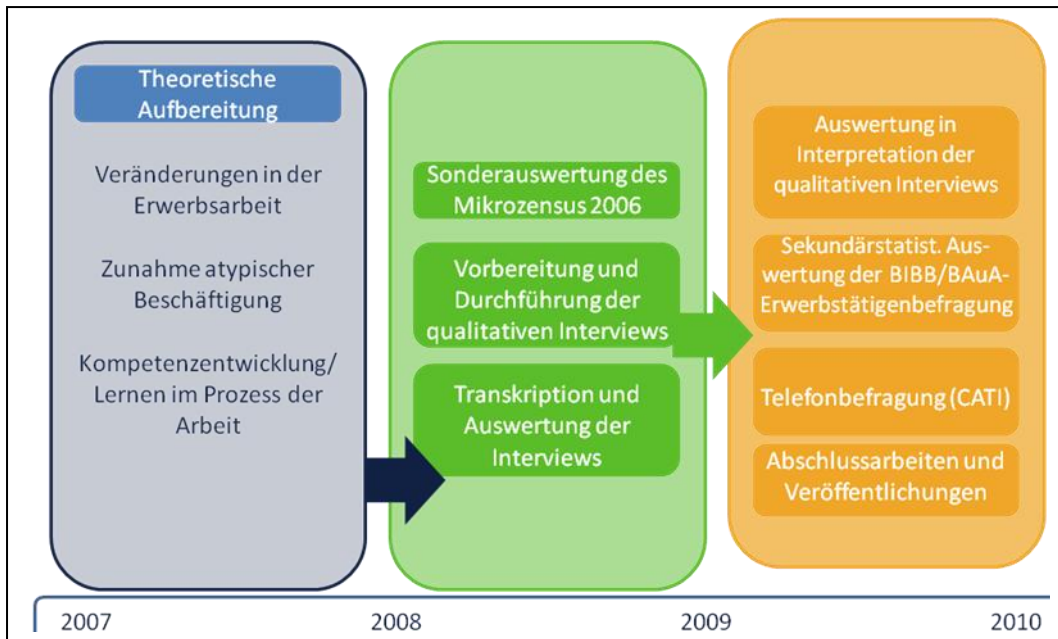 Theoretische
Aufbereitung
Veränderungen in der
Erwerbsarbeit
Zunahme atypischer
Beschäftigung
Kompetenzentwicklung/
Lernen im Prozess der
Arbeit
Sonderauswertung des
Mikrozensus 2006
Vorbereitung und
Durchführung der
qualitativen Interviews
Transkription und
Auswertung der
Interviews
Auswertung in
Interpretation der
qualitativen Interviews
Sekundärstatist. Aus-
wertung der BIBB/BAuA-
Erwerbstätigenbefragung
Telefonbefragung (CATI)
Abschlussarbeiten und
Veröffentlichungen
2007
2008
2009
2010